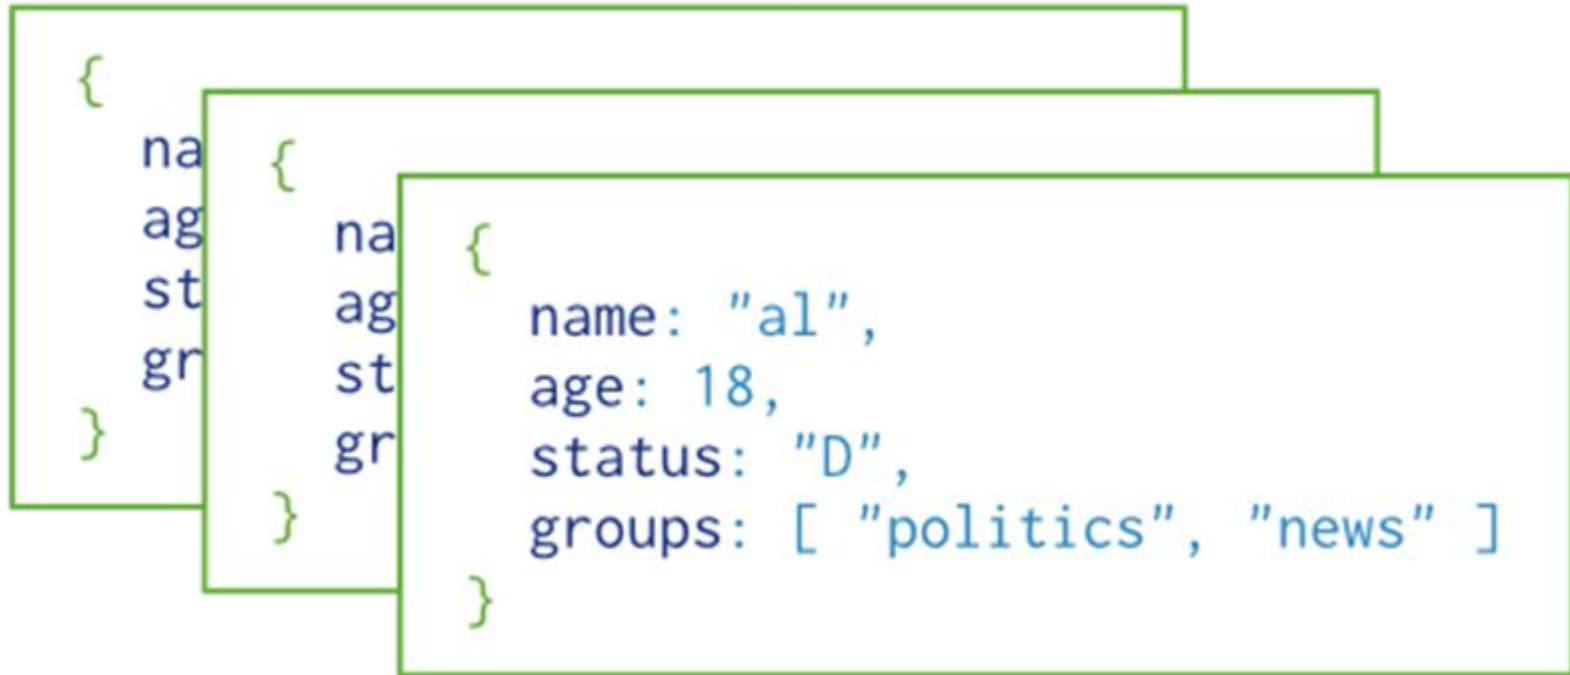 {
na
ag
st
gr
}
{
na
ag
st
gr
}
{
name: "al",
age: 18,
status: "D",
groups: [ "politics", "news" ]
}